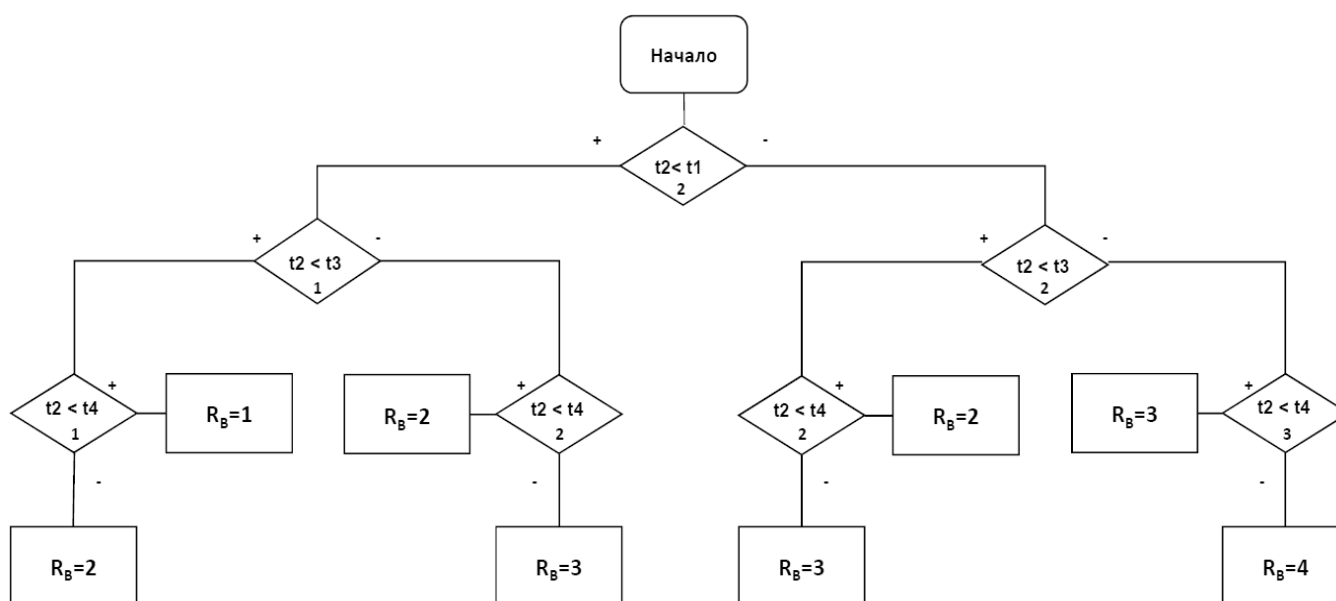 Начало
+ -
t2< t1
2
+ - + -
t2 < t3 t2 < t3
1 2
+ + + +
t2 < t4 R_B=1 R_B=2 t2 < t4 t2 < t4 R_B=2 R_B=3 t2 < t4
1 2 2 3
- - - -
R_B=2 R_B=3 R_B=3 R_B=4